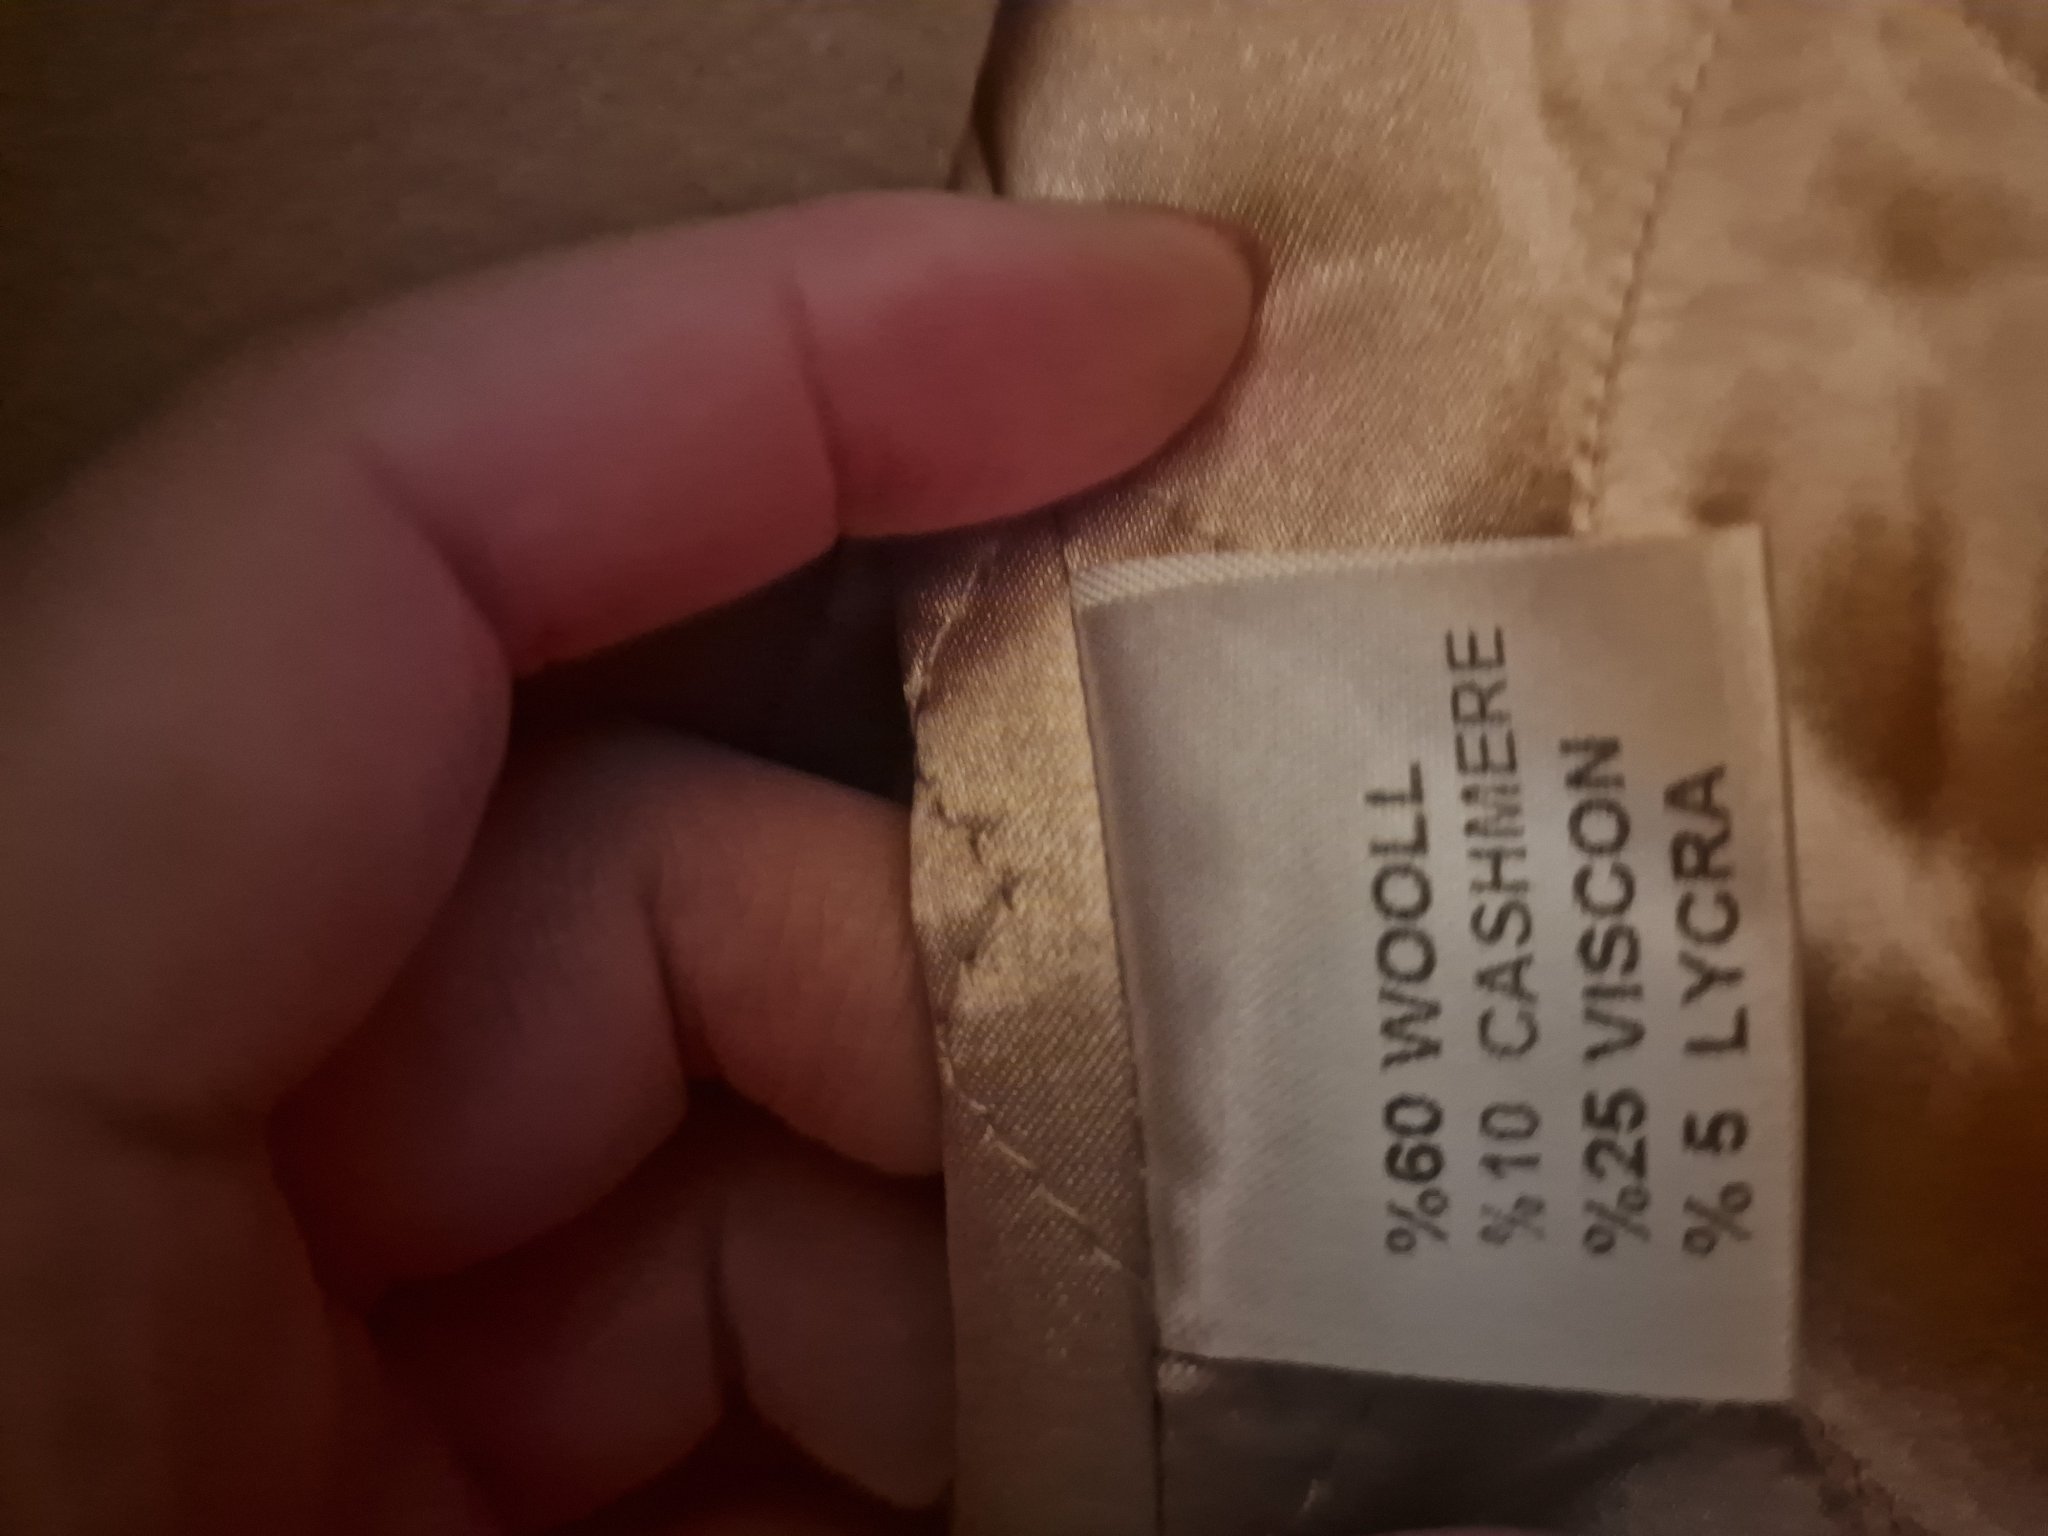 %60 WOOLL
%10 CASHMERE
%25 VISCON
% 5 LYCRA